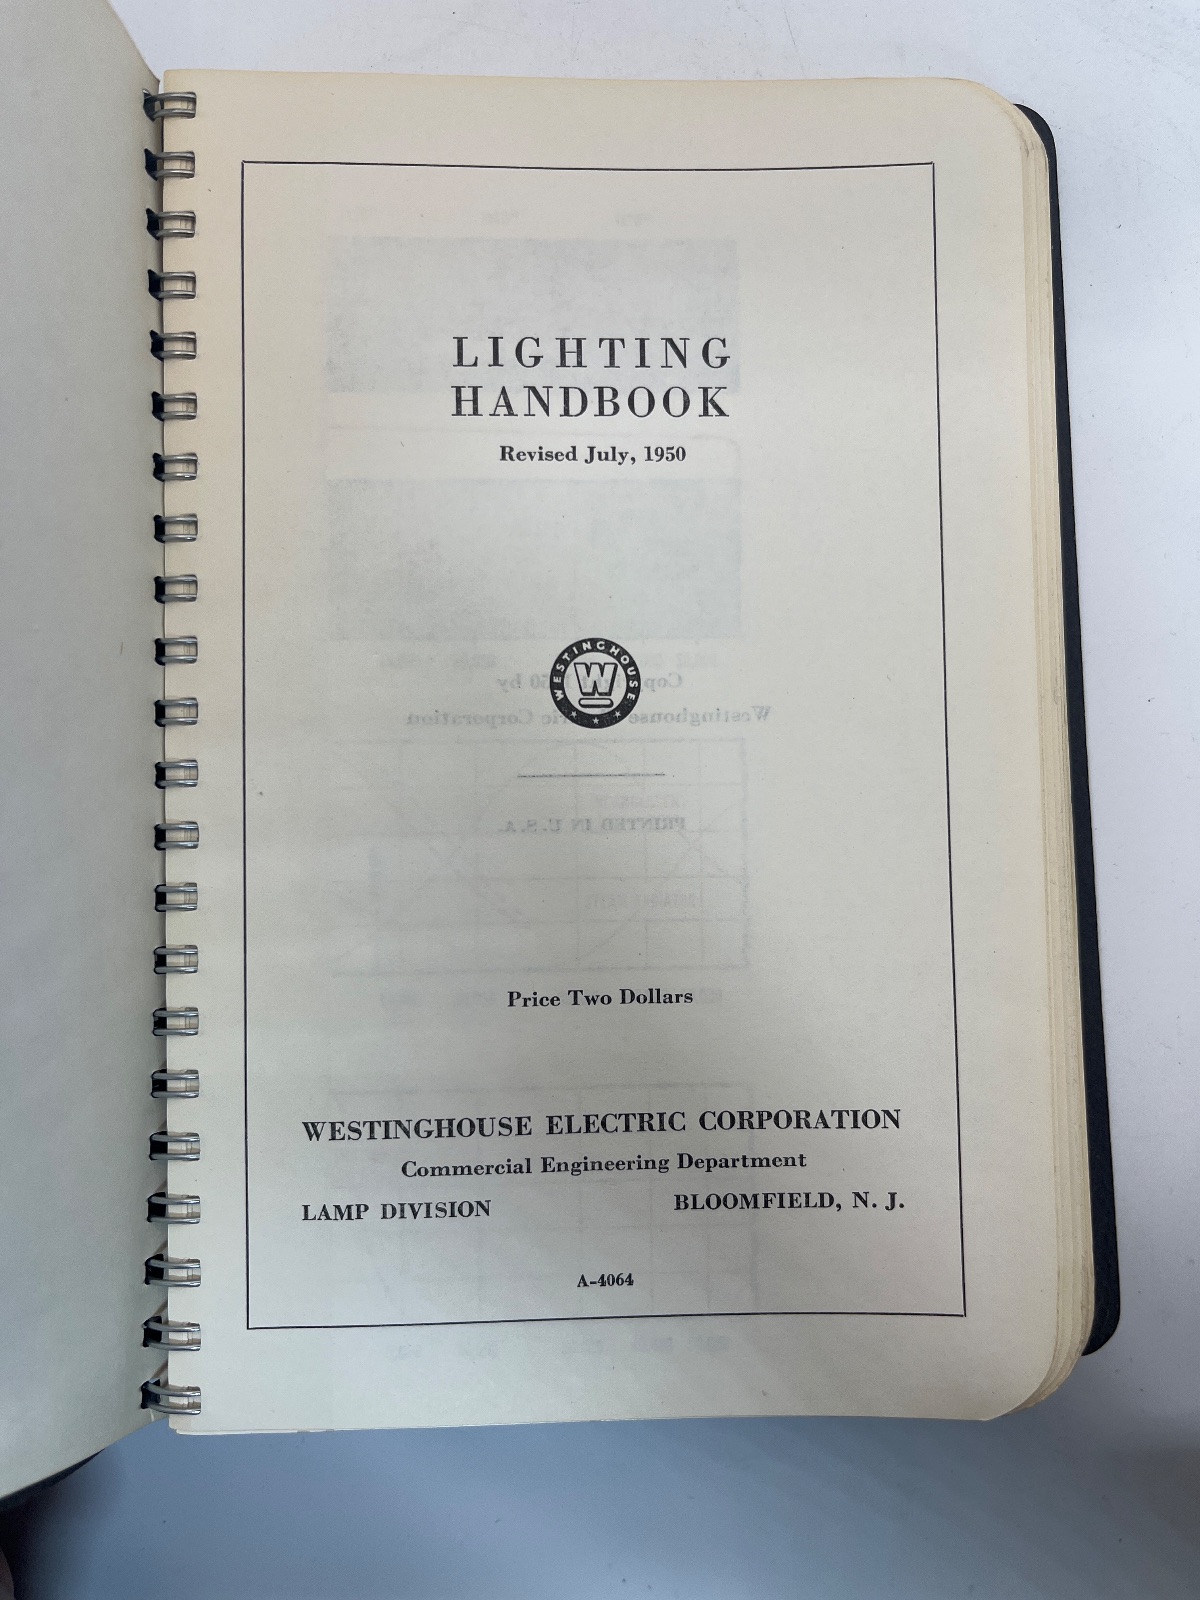 LIGHTING
HANDBOOK
Revised July, 1950
WESTINGHOUSE
W
Price Two Dollars
WESTINGHOUSE ELECTRIC CORPORATION
Commercial Engineering Department
LAMP DIVISION BLOOMFIELD, N. J.
A-4064